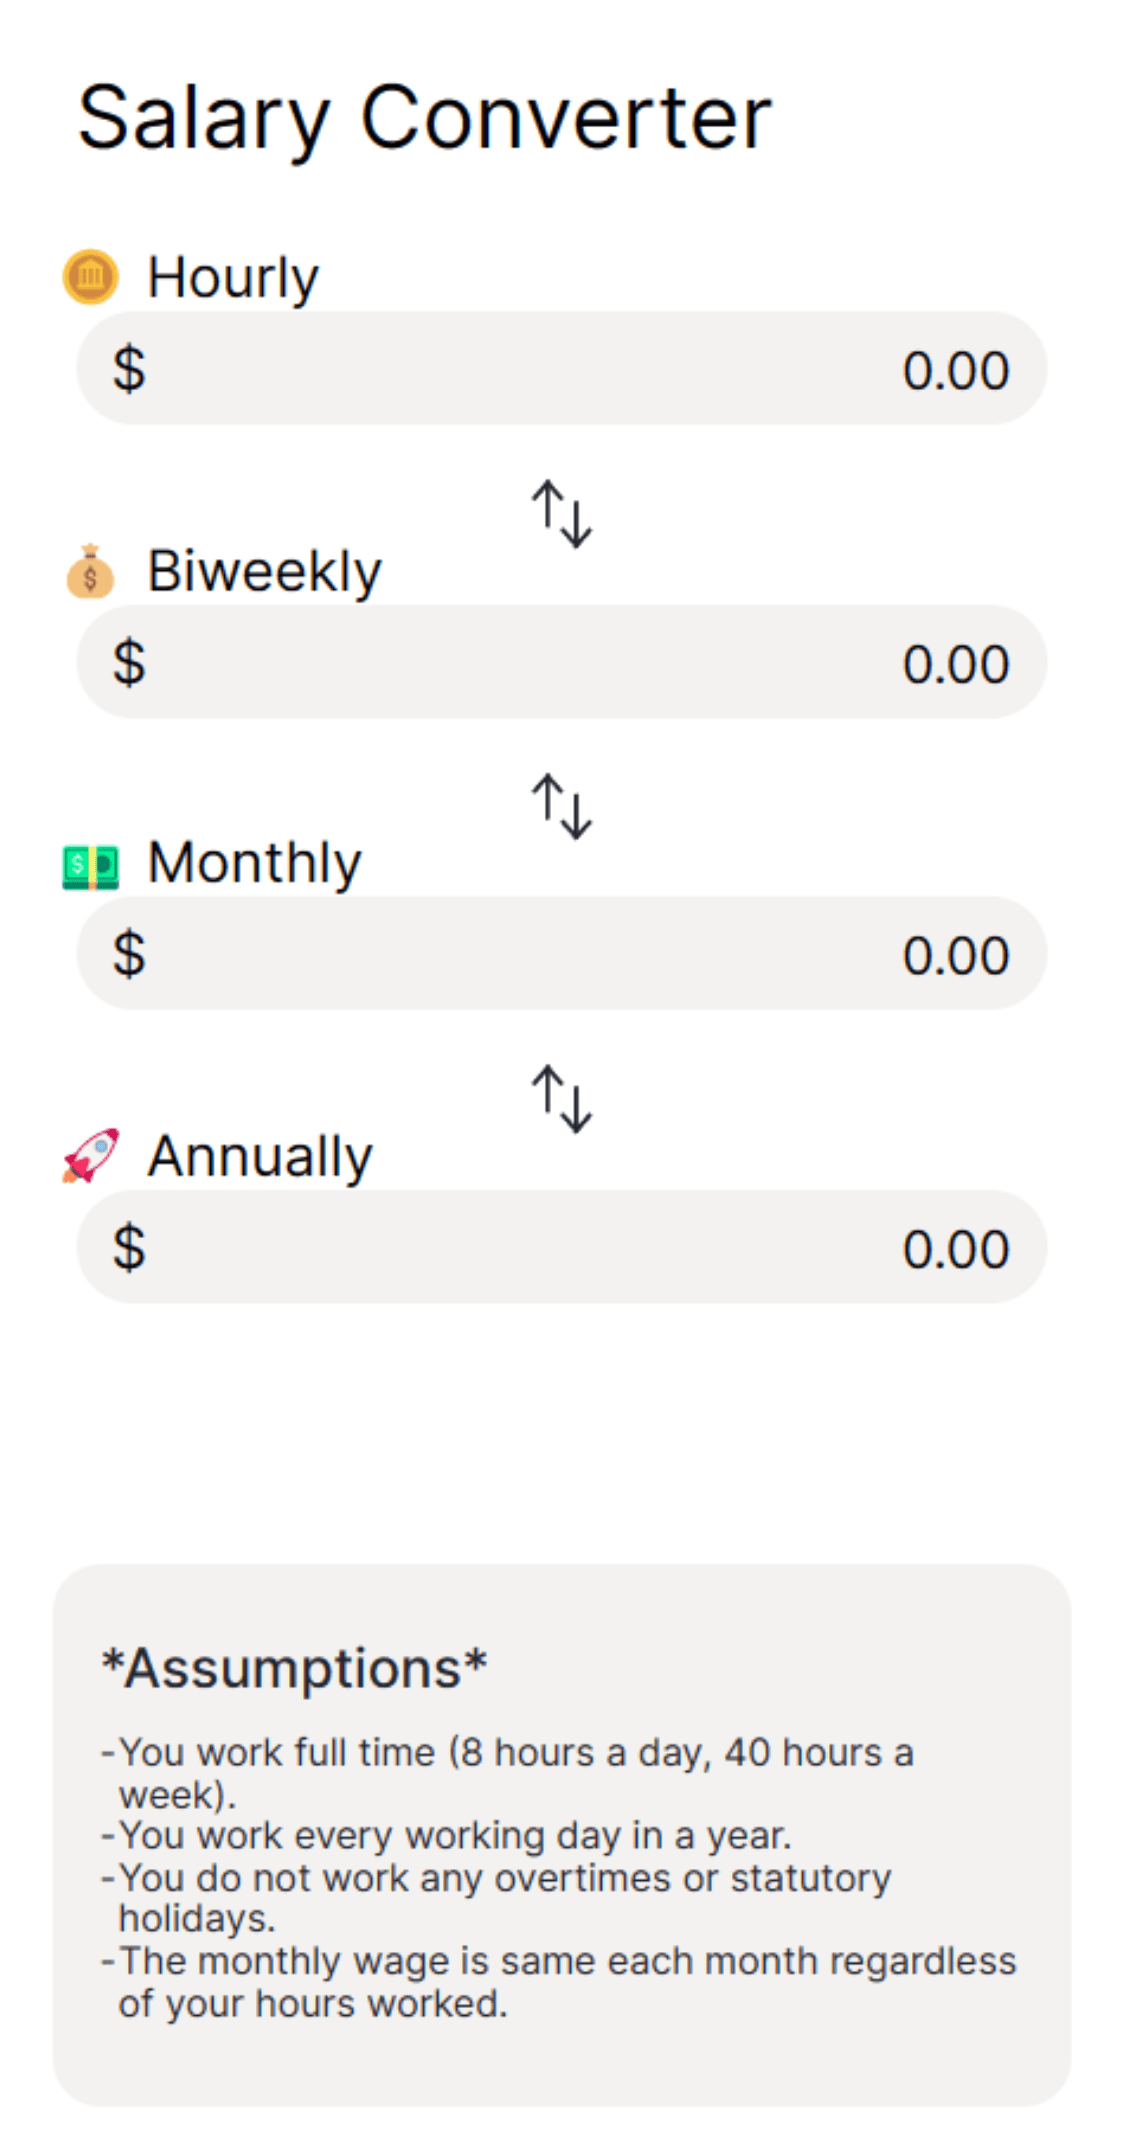 Salary Converter
Hourly
$ 0.00
Biweekly
$ 0.00
Monthly
$ 0.00
Annually
$ 0.00
*Assumptions*
-You work full time (8 hours a day, 40 hours a
week).
-You work every working day in a year.
-You do not work any overtimes or statutory
holidays.
-The monthly wage is same each month regardless
of your hours worked.